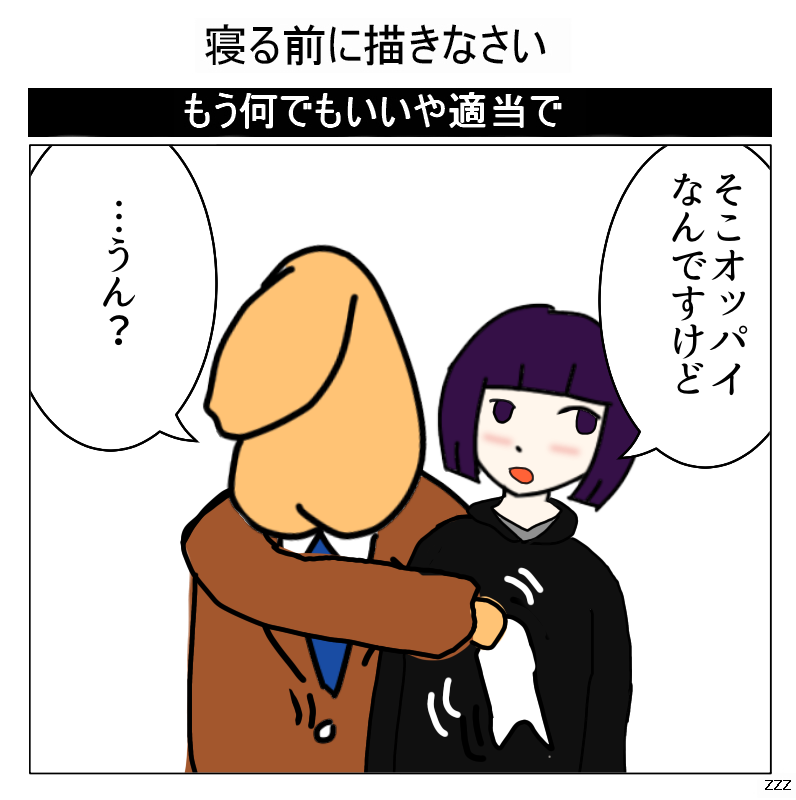 寝る前に描きなさい
もう何でもいいや適当で
そこオッパイ
なんですけど
…うん？
zzz